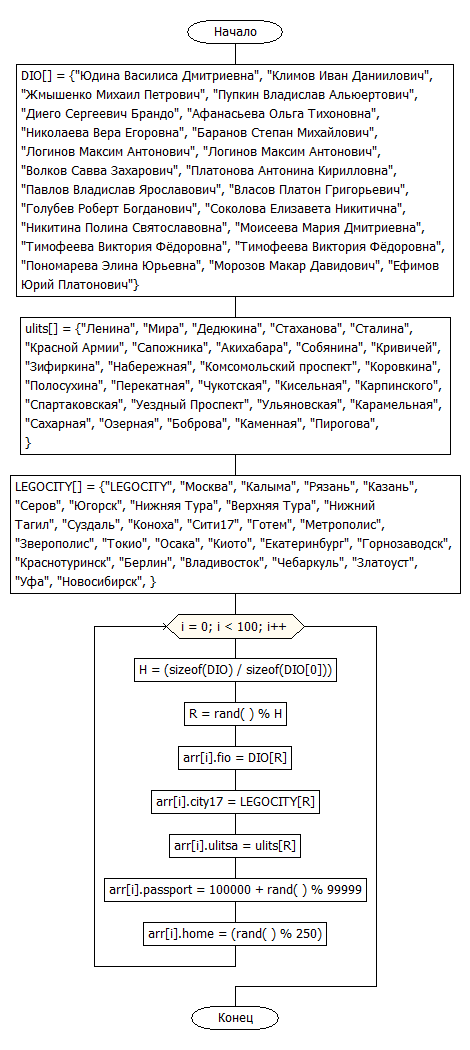 Начало
DIO[] = {"Юдина Василиса Дмитриевна", "Климов Иван Даниилович",
"Жмышенко Михаил Петрович", "Пупкин Владислав Альюертович",
"Диего Сергеевич Брандо", "Афанасьева Ольга Тихоновна",
"Николаева Вера Егоровна", "Баранов Степан Михайлович",
"Логинов Максим Антонович", "Логинов Максим Антонович",
"Волков Савва Захарович", "Платонова Антонина Кирилловна",
"Павлов Владислав Ярославович", "Власов Платон Григорьевич",
"Голубев Роберт Богданович", "Соколова Елизавета Никитична",
"Никитина Полина Святославовна", "Моисеева Мария Дмитриевна",
"Тимофеева Виктория Фёдоровна", "Тимофеева Виктория Фёдоровна",
"Пономарева Элина Юрьевна", "Морозов Макар Давидович", "Ефимов
Юрий Платонович"}
ulits[] = {"Ленина", "Мира", "Дедюкина", "Стаханова", "Сталина",
"Красной Армии", "Сапожника", "Акихабара", "Собянина", "Кривичей",
"Зифиркина", "Набережная", "Комсомольский проспект", "Коровкина",
"Полосухина", "Перекатная", "Чукотская", "Кисельная", "Карпинского",
"Спартаковская", "Уездный Проспект", "Ульяновская", "Карамельная",
"Сахарная", "Озерная", "Боброва", "Каменная", "Пирогова",
}
LEGOCITY[] = {"LEGOCITY", "Москва", "Калыма", "Рязань", "Казань",
"Серов", "Югорск", "Нижняя Тура", "Верхняя Тура", "Нижний
Тагил", "Суздаль", "Коноха", "Сити17", "Готем", "Метрополис",
"Зверополис", "Токио", "Осака", "Киото", "Екатеринбург", "Горнозаводск",
"Краснотуринск", "Берлин", "Владивосток", "Чебаркуль", "Златоуст",
"Уфа", "Новосибирск", }
i = 0; i < 100; i++
H = (sizeof(DIO) / sizeof(DIO[0]))
R = rand( ) % H
arr[i].fio = DIO[R]
arr[i].city17 = LEGOCITY[R]
arr[i].ulitsa = ulits[R]
arr[i].passport = 100000 + rand( ) % 99999
arr[i].home = (rand( ) % 250)
Конец